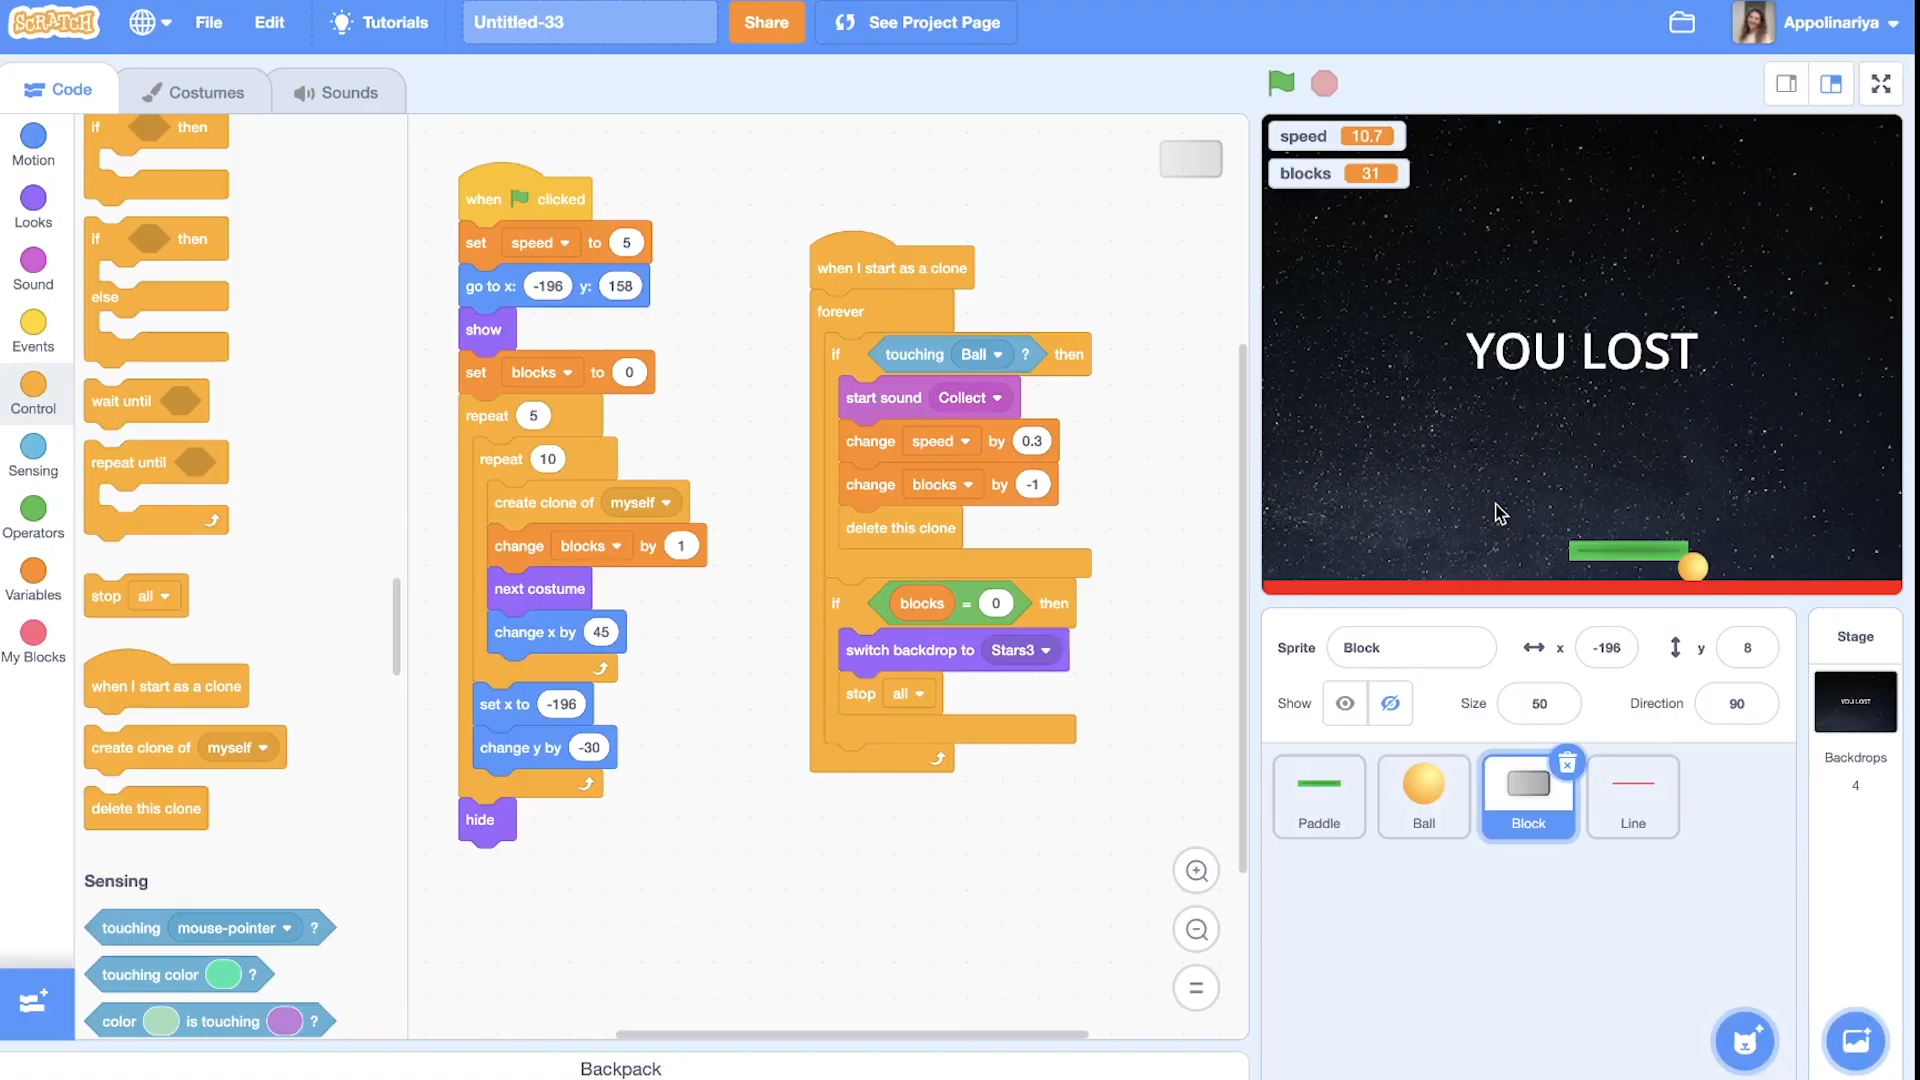 SCRATCH
File
Edit
Tutorials
Untitled-33
Share
See Project Page
Appolinariya
Code
Costumes
Sounds
Motion
Looks
Sound
Events
Control
Sensing
Operators
Variables
My Blocks
if then
if then
else
wait until
repeat until
stop all
when I start as a clone
create clone of myself
delete this clone
Sensing
touching mouse-pointer ?
touching color ?
color is touching ?
when clicked
set speed to 5
go to x: -196 y: 158
show
set blocks to 0
repeat 5
repeat 10
create clone of myself
change blocks by 1
next costume
change x by 45
set x to -196
change y by -30
hide
when I start as a clone
forever
if touching Ball ? then
start sound Collect
change speed by 0.3
change blocks by -1
delete this clone
if blocks = 0 then
switch backdrop to Stars3
stop all
Backpack
speed 10.7
blocks 31
YOU LOST
Sprite Block x -196 y 8
Show Size 50 Direction 90
Paddle
Ball
Block
Line
Stage
YOU LOST
Backdrops
4